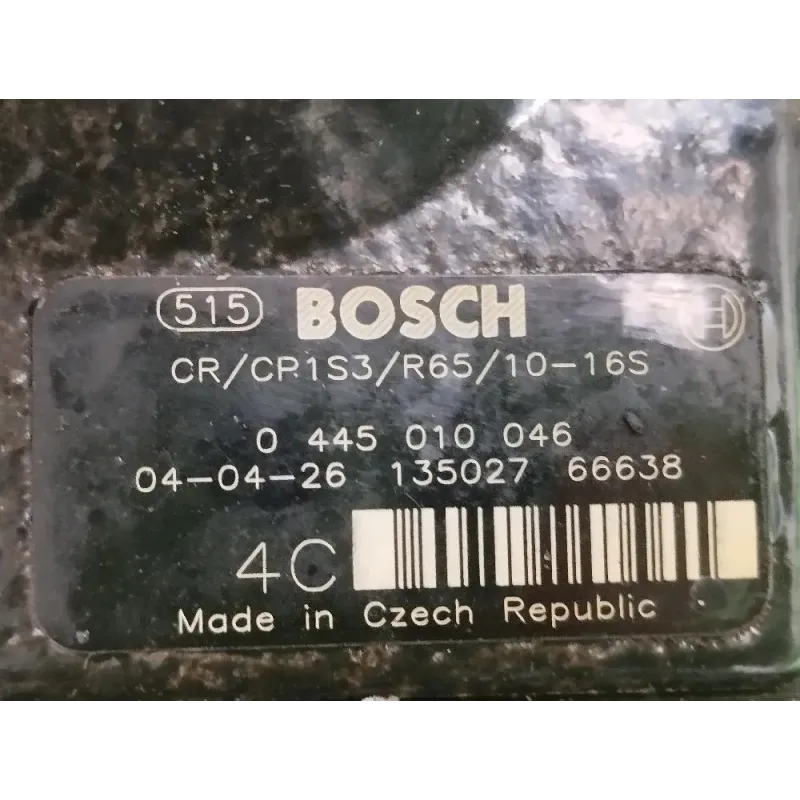 515 BOSCH
CR/CP1S3/R65/10-16S
0 445 010 046
04-04-26 135027 66638
4C
Made in Czech Republic